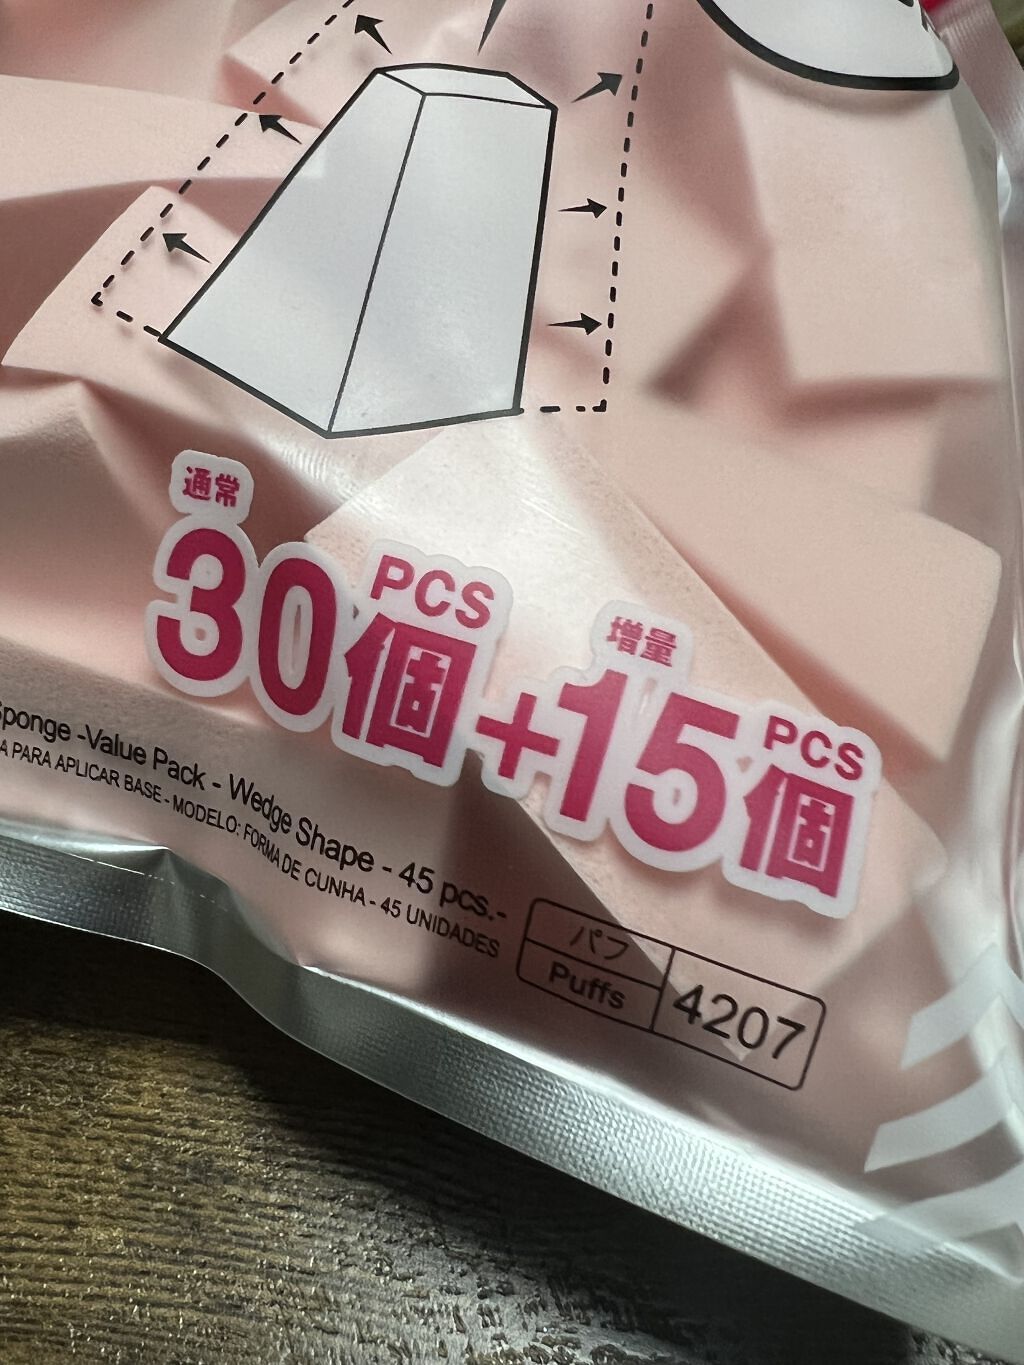 通常
30個
PCS
+
増量
15個
PCS
Sponge -Value Pack - Wedge Shape - 45 pcs.-
A PARA APLICAR BASE - MODELO: FORMA DE CUNHA - 45 UNIDADES
パフ
Puffs
4207